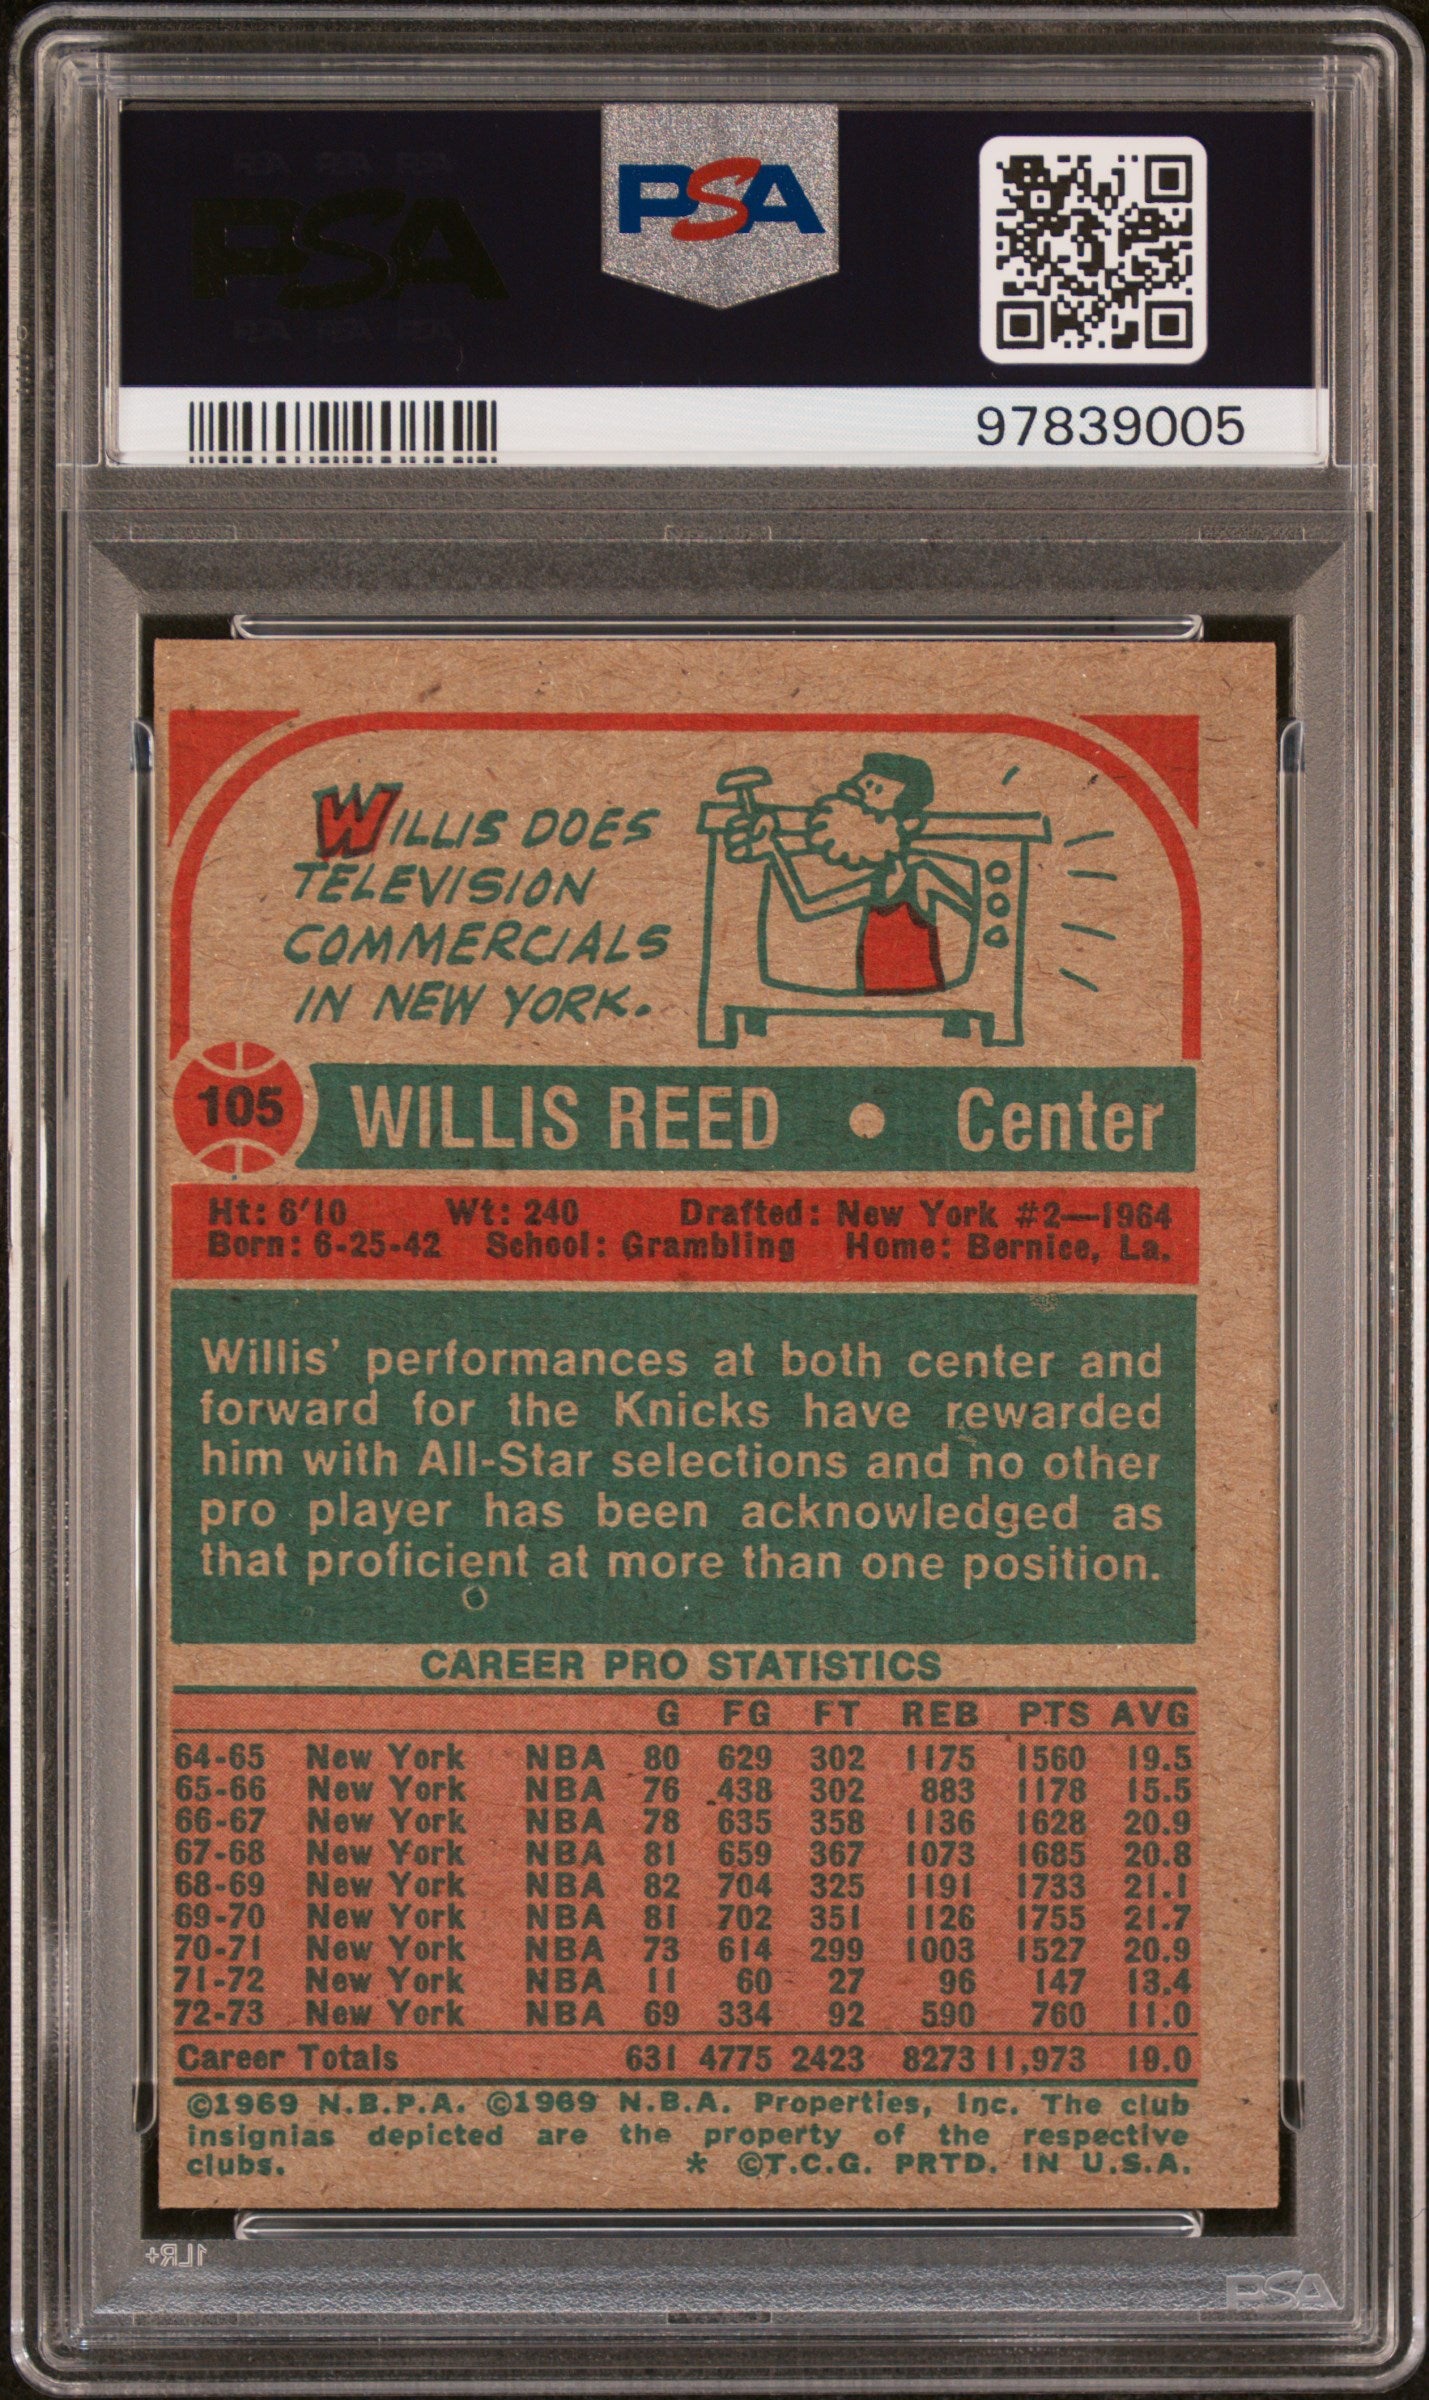 PSA
PSA
97839005
WILLIS DOES
TELEVISION
COMMERCIALS
IN NEW YORK.
105 WILLIS REED • Center
Ht: 6'10 Wt: 240 Drafted: New York #2—1964
Born: 6-25-42 School: Grambling Home: Bernice, La.
Willis' performances at both center and
forward for the Knicks have rewarded
him with All-Star selections and no other
pro player has been acknowledged as
that proficient at more than one position.
CAREER PRO STATISTICS
G FG FT REB PTS AVG
64-65 New York NBA 80 629 302 1175 1560 19.5
65-66 New York NBA 76 438 302 883 1178 15.5
66-67 New York NBA 78 635 358 1136 1628 20.9
67-68 New York NBA 81 659 367 1073 1685 20.8
68-69 New York NBA 82 704 325 1191 1733 21.1
69-70 New York NBA 81 702 351 1126 1755 21.7
70-71 New York NBA 73 614 299 1003 1527 20.9
71-72 New York NBA 11 60 27 96 147 13.4
72-73 New York NBA 69 334 92 590 760 11.0
Career Totals 631 4775 2423 8273 11,973 19.0
©1969 N.B.P.A. ©1969 N.B.A. Properties, Inc. The club
insignias depicted are the property of the respective
clubs. * ©T.C.G. PRTD. IN U.S.A.
1LR+
PSA